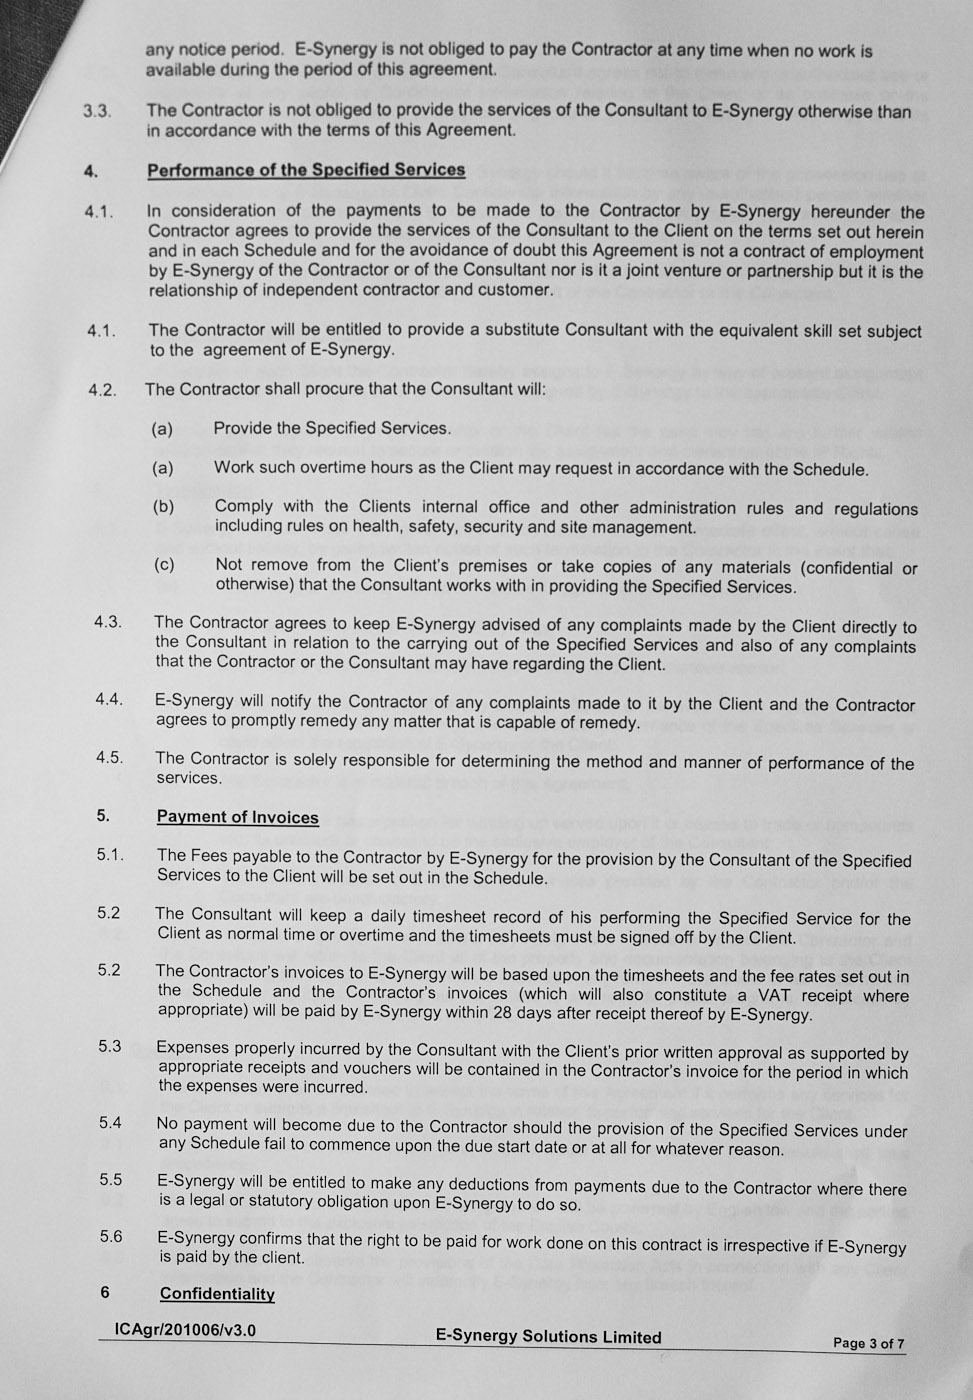 any notice period. E-Synergy is not obliged to pay the Contractor at any time when no work is
available during the period of this agreement.
3.3. The Contractor is not obliged to provide the services of the Consultant to E-Synergy otherwise than
in accordance with the terms of this Agreement.
4. Performance of the Specified Services
4.1. In consideration of the payments to be made to the Contractor by E-Synergy hereunder the
Contractor agrees to provide the services of the Consultant to the Client on the terms set out herein
and in each Schedule and for the avoidance of doubt this Agreement is not a contract of employment
by E-Synergy of the Contractor or of the Consultant nor is it a joint venture or partnership but it is the
relationship of independent contractor and customer.
4.1. The Contractor will be entitled to provide a substitute Consultant with the equivalent skill set subject
to the agreement of E-Synergy.
4.2. The Contractor shall procure that the Consultant will:
(a) Provide the Specified Services.
(a) Work such overtime hours as the Client may request in accordance with the Schedule.
(b) Comply with the Clients internal office and other administration rules and regulations
including rules on health, safety, security and site management.
(c) Not remove from the Client's premises or take copies of any materials (confidential or
otherwise) that the Consultant works with in providing the Specified Services.
4.3. The Contractor agrees to keep E-Synergy advised of any complaints made by the Client directly to
the Consultant in relation to the carrying out of the Specified Services and also of any complaints
that the Contractor or the Consultant may have regarding the Client.
4.4. E-Synergy will notify the Contractor of any complaints made to it by the Client and the Contractor
agrees to promptly remedy any matter that is capable of remedy.
4.5. The Contractor is solely responsible for determining the method and manner of performance of the
services.
5. Payment of Invoices
5.1. The Fees payable to the Contractor by E-Synergy for the provision by the Consultant of the Specified
Services to the Client will be set out in the Schedule.
5.2 The Consultant will keep a daily timesheet record of his performing the Specified Service for the
Client as normal time or overtime and the timesheets must be signed off by the Client.
5.2 The Contractor's invoices to E-Synergy will be based upon the timesheets and the fee rates set out in
the Schedule and the Contractor's invoices (which will also constitute a VAT receipt where
appropriate) will be paid by E-Synergy within 28 days after receipt thereof by E-Synergy.
5.3 Expenses properly incurred by the Consultant with the Client's prior written approval as supported by
appropriate receipts and vouchers will be contained in the Contractor's invoice for the period in which
the expenses were incurred.
5.4 No payment will become due to the Contractor should the provision of the Specified Services under
any Schedule fail to commence upon the due start date or at all for whatever reason.
5.5 E-Synergy will be entitled to make any deductions from payments due to the Contractor where there
is a legal or statutory obligation upon E-Synergy to do so.
5.6 E-Synergy confirms that the right to be paid for work done on this contract is irrespective if E-Synergy
is paid by the client.
6 Confidentiality
ICAgr/201006/v3.0 E-Synergy Solutions Limited Page 3 of 7